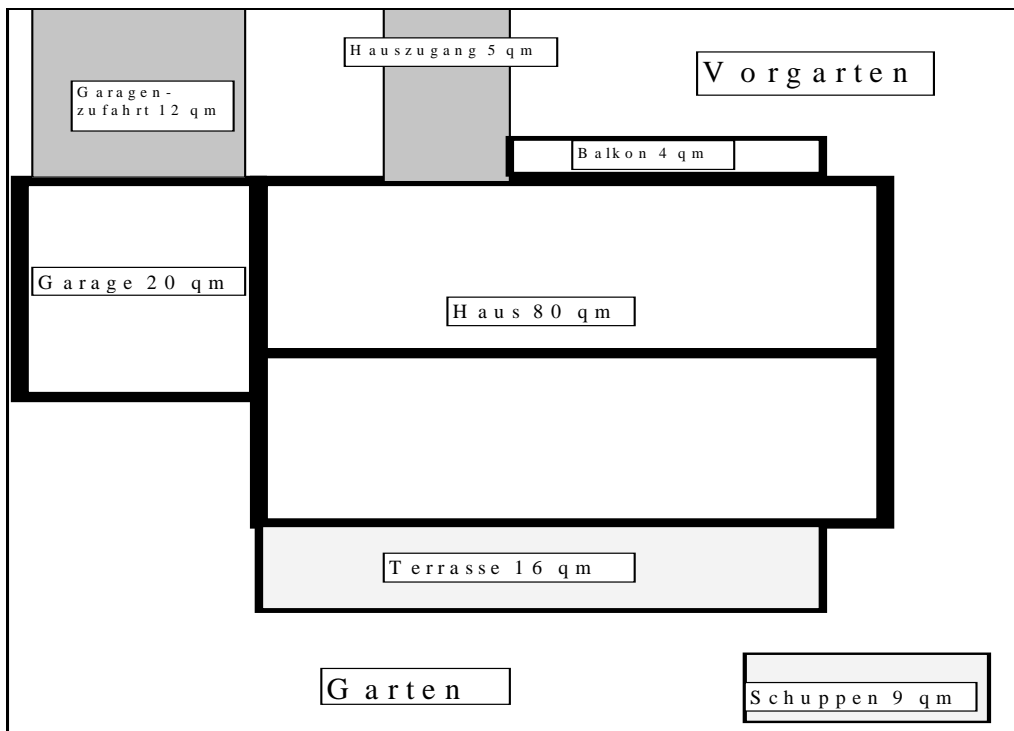 Hauszugang 5 qm
Vorgarten
Garagen-
zufahrt 12 qm
Balkon 4 qm
Garage 20 qm
Haus 80 qm
Terrasse 16 qm
Garten
Schuppen 9 qm